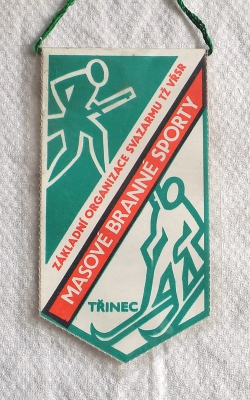 ZÁKLADNÍ ORGANIZACE SVAZARMU TŽ VŘSR
MASOVÉ BRANNÉ SPORTY
TŘINEC